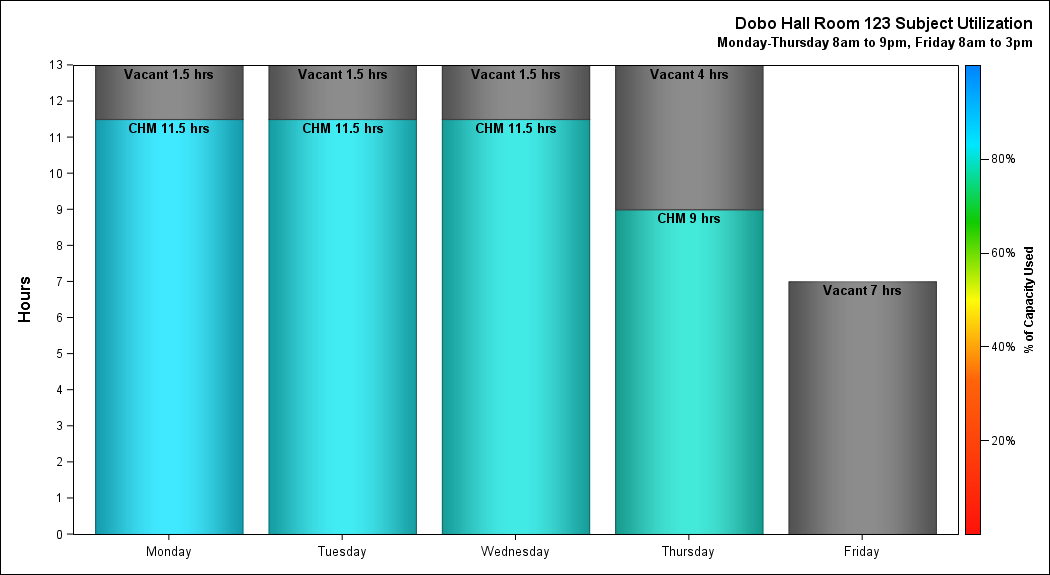 Dobo Hall Room 123 Subject Utilization
Monday-Thursday 8am to 9pm, Friday 8am to 3pm
Hours
13
12
11
10
9
8
7
6
5
4
3
2
1
0
Vacant 1.5 hrs
CHM 11.5 hrs
Vacant 1.5 hrs
CHM 11.5 hrs
Vacant 1.5 hrs
CHM 11.5 hrs
Vacant 4 hrs
CHM 9 hrs
Vacant 7 hrs
Monday
Tuesday
Wednesday
Thursday
Friday
80%
60%
40%
20%
% of Capacity Used